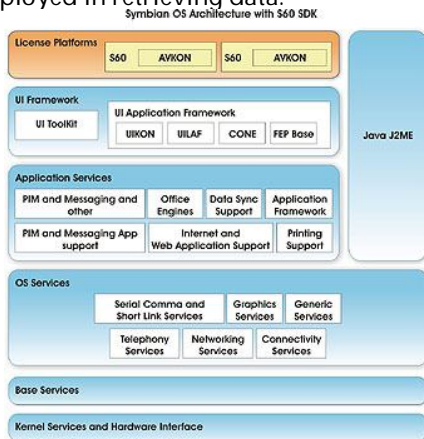 ployed in retrieving data.
Symbian OS Architecture with S60 SDK
License Platforms
S60 AVKON S60 AVKON
UI Framework
UI ToolKit
UI Application Framework
UIKON UILAF CONE FEP Base
Java J2ME
Application Services
PIM and Messaging and
other
Office
Engines
Data Sync
Support
Application
Framework
PIM and Messaging App
support
Internet and
Web Application Support
Printing
Support
OS Services
Serial Comma and
Short Link Services
Graphics
Services
Generic
Services
Telephony
Services
Networking
Services
Connectivity
Services
Base Services
Kernel Services and Hardware Interface